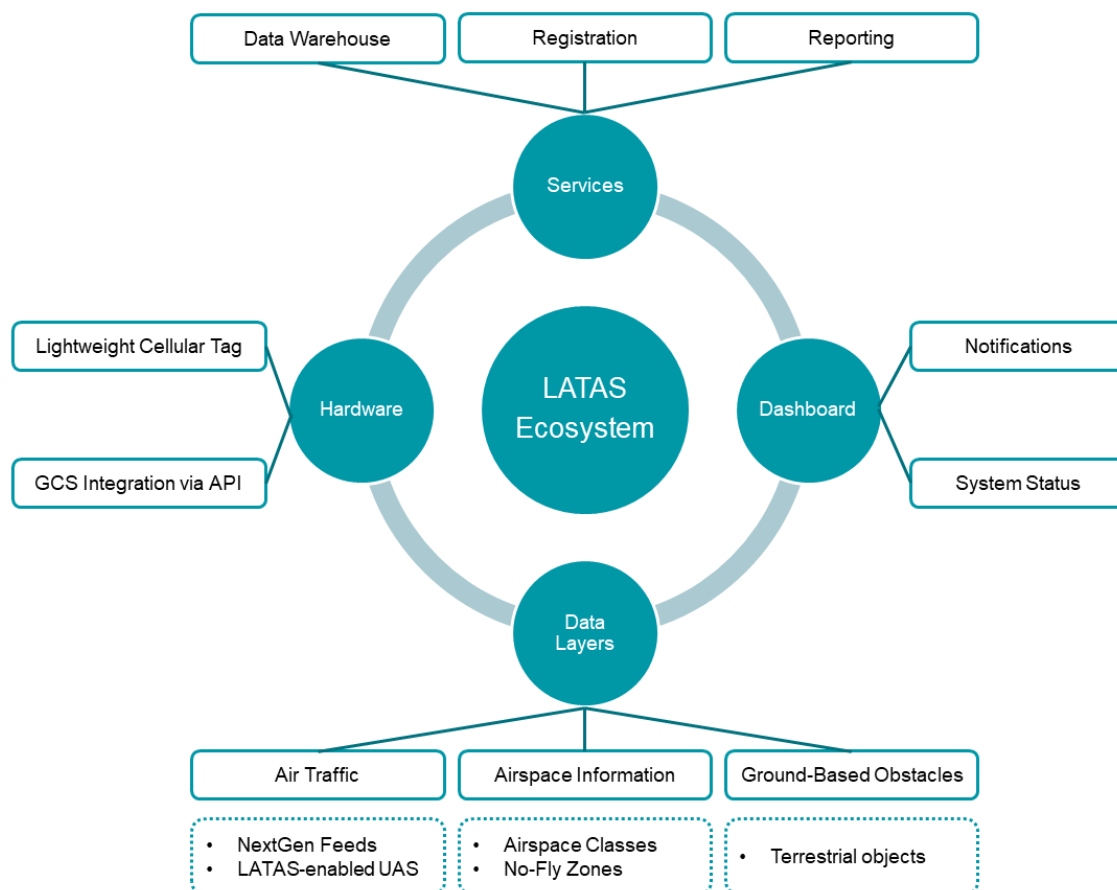 Data Warehouse
Registration
Reporting
Services
Lightweight Cellular Tag
Notifications
LATAS
Ecosystem
Hardware
Dashboard
GCS Integration via API
System Status
Data
Layers
Air Traffic
Airspace Information
Ground-Based Obstacles
• NextGen Feeds
• LATAS-enabled UAS
• Airspace Classes
• No-Fly Zones
• Terrestrial objects